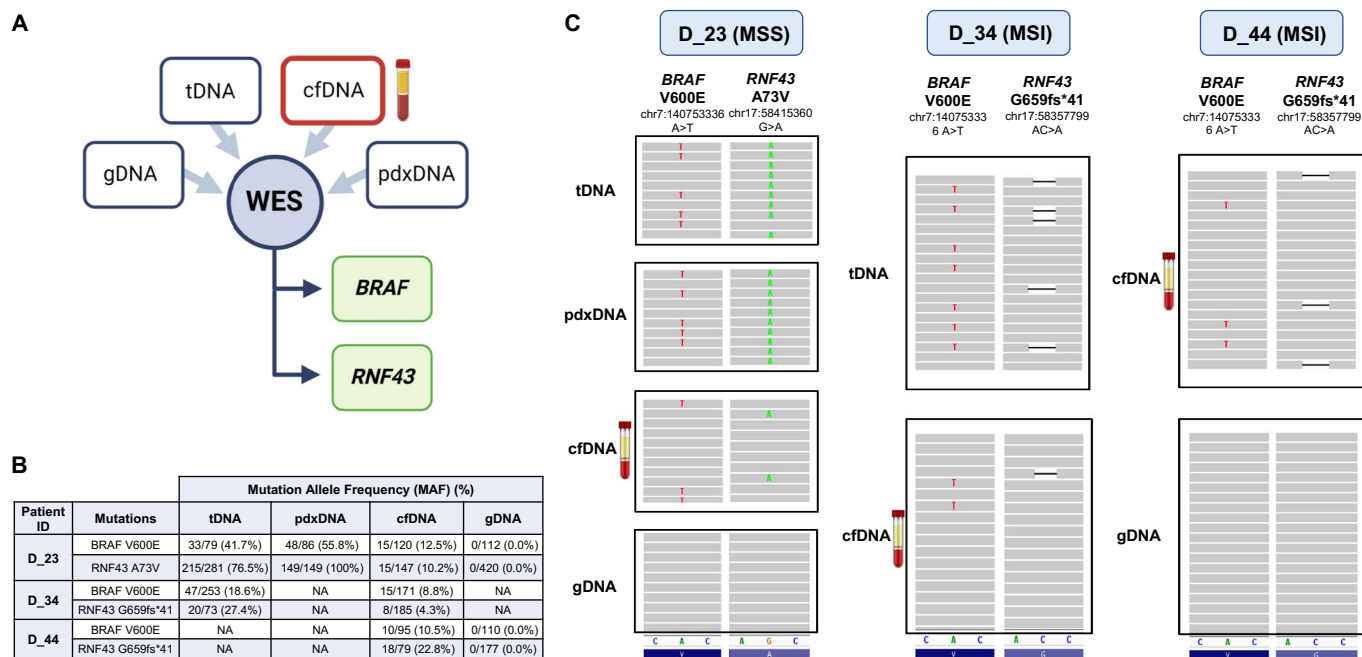 A
tDNA
cfDNA
gDNA
pdxDNA
WES
BRAF
RNF43
B
Mutation Allele Frequency (MAF) (%)
Patient ID Mutations tDNA pdxDNA cfDNA gDNA
D_23 BRAF V600E 33/79 (41.7%) 48/86 (55.8%) 15/120 (12.5%) 0/112 (0.0%)
RNF43 A73V 215/281 (76.5%) 149/149 (100%) 15/147 (10.2%) 0/420 (0.0%)
D_34 BRAF V600E 47/253 (18.6%) NA 15/171 (8.8%) NA
RNF43 G659fs*41 20/73 (27.4%) NA 8/185 (4.3%) NA
D_44 BRAF V600E NA NA 10/95 (10.5%) 0/110 (0.0%)
RNF43 G659fs*41 NA NA 18/79 (22.8%) 0/177 (0.0%)
C
D_23 (MSS)
BRAF RNF43
V600E A73V
chr7:140753336 chr17:58415360
A>T G>A
tDNA
T A
T A
A
A
A
T A
A
T A
T
A
pdxDNA
T A
A
T A
A
A
T A
T A
T A
A
A
cfDNA
T
A
A
T
T
gDNA
C A C A G C
V A
D_34 (MSI)
BRAF RNF43
V600E G659fs*41
chr7:14075333 chr17:58357799
6 A>T AC>A
tDNA
T
T
T
T
T
T
T
cfDNA
T
T
C A C A C C
V G
D_44 (MSI)
BRAF RNF43
V600E G659fs*41
chr7:14075333 chr17:58357799
6 A>T AC>A
cfDNA
T
T
T
gDNA
C A C A C C
V G